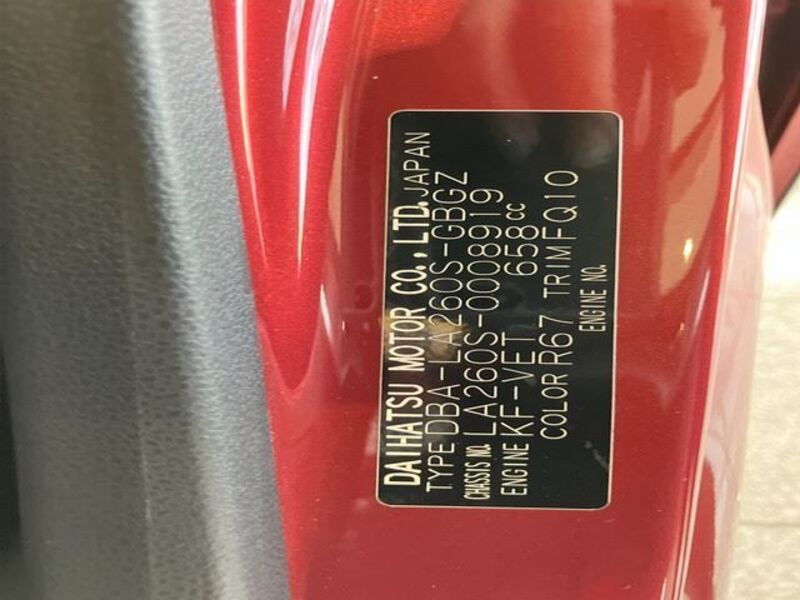 DAIHATSU MOTOR CO., LTD. JAPAN
TYPE DBA-LA260S-GBGZ
CHASSIS NO. LA260S-0008919
ENGINE KF-VET 658cc
COLOR R67 TRIM FQ10
ENGINE NO.